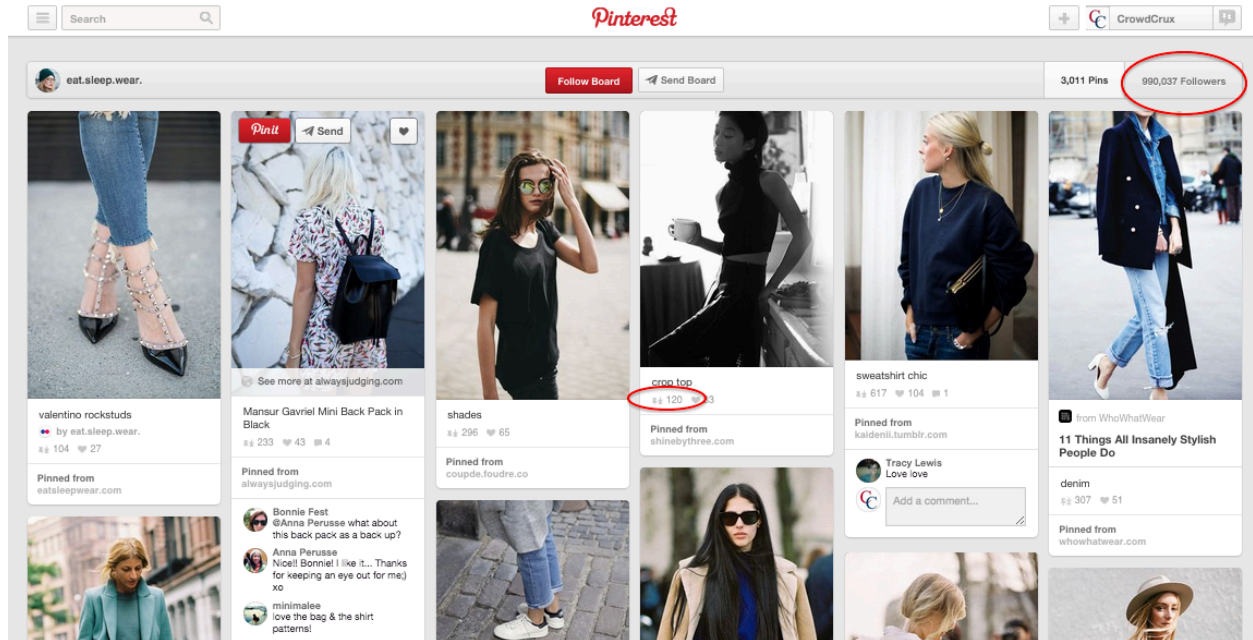 Search
Pinterest
CC
CrowdCrux
eat.sleep.wear.
Follow Board
Send Board
3,011 Pins
990,037 Followers
valentino rockstuds
by eat.sleep.wear.
104 27
Pinned from
eatsleepwear.com
Pin it
Send
See more at alwaysjudging.com
Mansur Gavriel Mini Back Pack in
Black
233 43 4
Pinned from
alwaysjudging.com
Bonnie Fest
@Anna Perusse what about
this back pack as a back up?
Anna Perusse
Nice!! Bonnie! I like it... Thanks
for keeping an eye out for me;)
xo
minimalee
love the bag & the shirt
patterns!
shades
296 65
Pinned from
coupde.foudre.co
crop top
120
Pinned from
shinebythree.com
sweatshirt chic
617 104 1
Pinned from
kaidenii.tumblr.com
Tracy Lewis
Love love
CC
Add a comment...
from WhoWhatWear
11 Things All Insanely Stylish
People Do
denim
307 51
Pinned from
whowhatwear.com